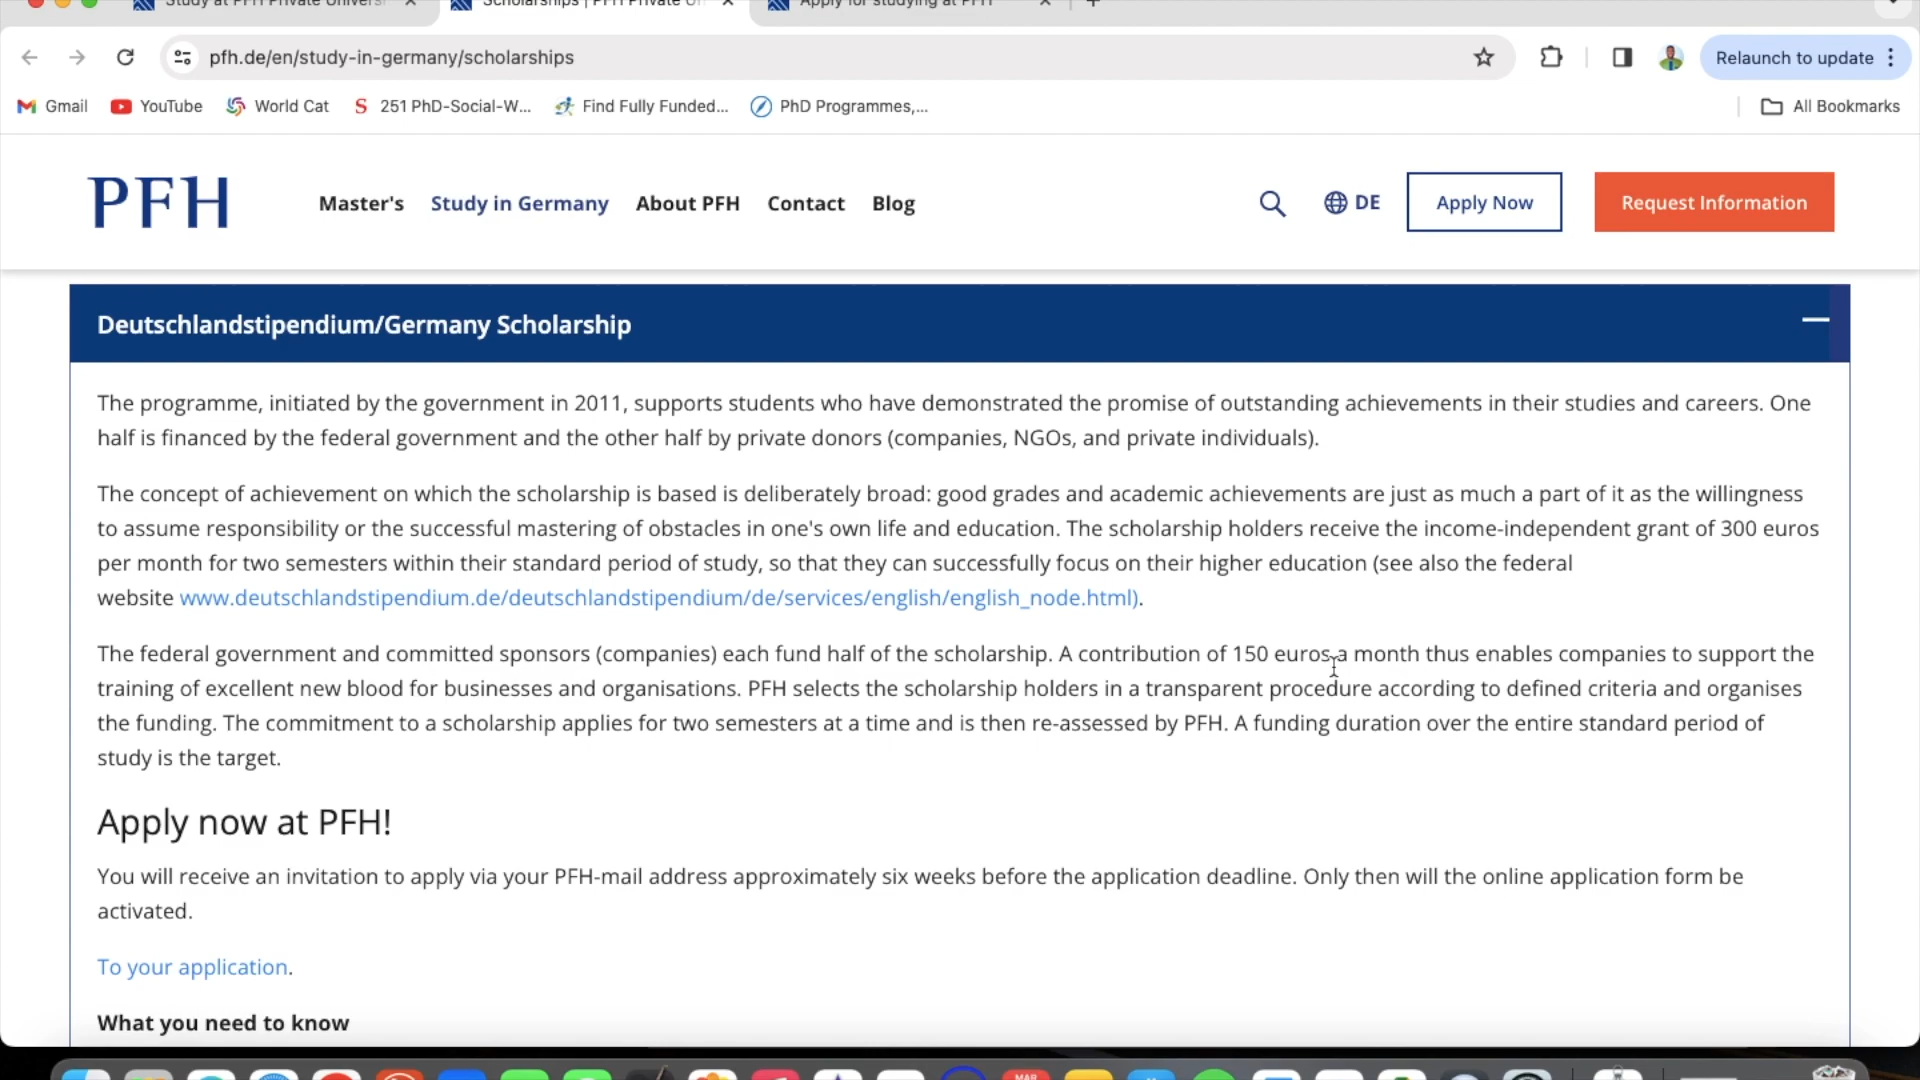 Study at PFH Private Universi
Scholarships | PFH Private Un
Apply for studying at PFH
pfh.de/en/study-in-germany/scholarships
Relaunch to update
Gmail
YouTube
World Cat
251 PhD-Social-W...
Find Fully Funded...
PhD Programmes,...
All Bookmarks
PFH
Master's
Study in Germany
About PFH
Contact
Blog
DE
Apply Now
Request Information
Deutschlandstipendium/Germany Scholarship
The programme, initiated by the government in 2011, supports students who have demonstrated the promise of outstanding achievements in their studies and careers. One
half is financed by the federal government and the other half by private donors (companies, NGOs, and private individuals).
The concept of achievement on which the scholarship is based is deliberately broad: good grades and academic achievements are just as much a part of it as the willingness
to assume responsibility or the successful mastering of obstacles in one's own life and education. The scholarship holders receive the income-independent grant of 300 euros
per month for two semesters within their standard period of study, so that they can successfully focus on their higher education (see also the federal
website www.deutschlandstipendium.de/deutschlandstipendium/de/services/english/english_node.html).
The federal government and committed sponsors (companies) each fund half of the scholarship. A contribution of 150 euros a month thus enables companies to support the
training of excellent new blood for businesses and organisations. PFH selects the scholarship holders in a transparent procedure according to defined criteria and organises
the funding. The commitment to a scholarship applies for two semesters at a time and is then re-assessed by PFH. A funding duration over the entire standard period of
study is the target.
Apply now at PFH!
You will receive an invitation to apply via your PFH-mail address approximately six weeks before the application deadline. Only then will the online application form be
activated.
To your application.
What you need to know
MAR